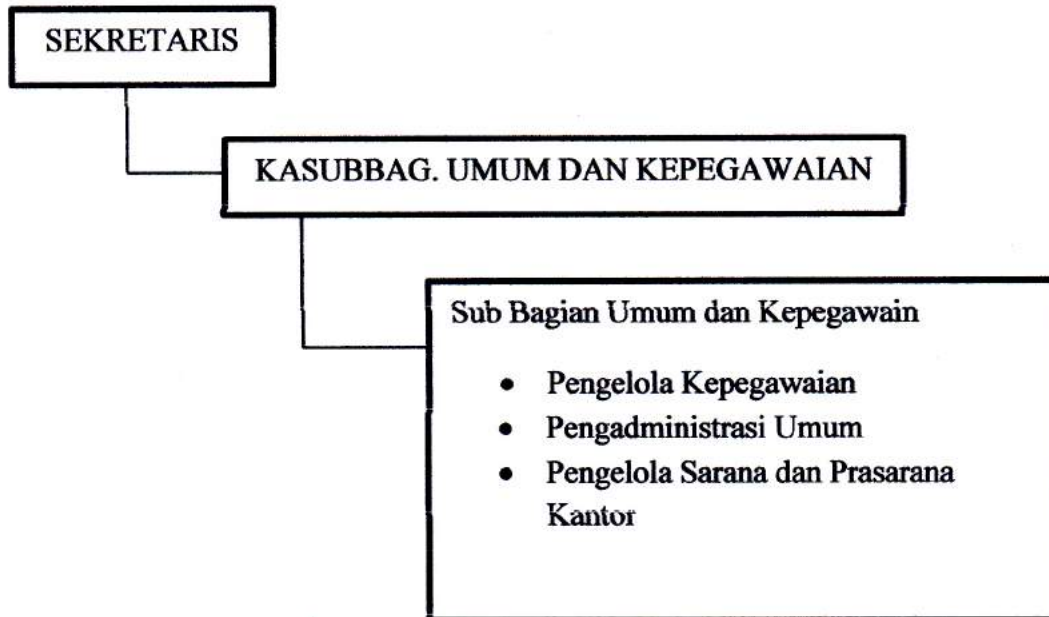 SEKRETARIS
KASUBBAG. UMUM DAN KEPEGAWAIAN
Sub Bagian Umum dan Kepegawain
• Pengelola Kepegawaian
• Pengadministrasi Umum
• Pengelola Sarana dan Prasarana
Kantor